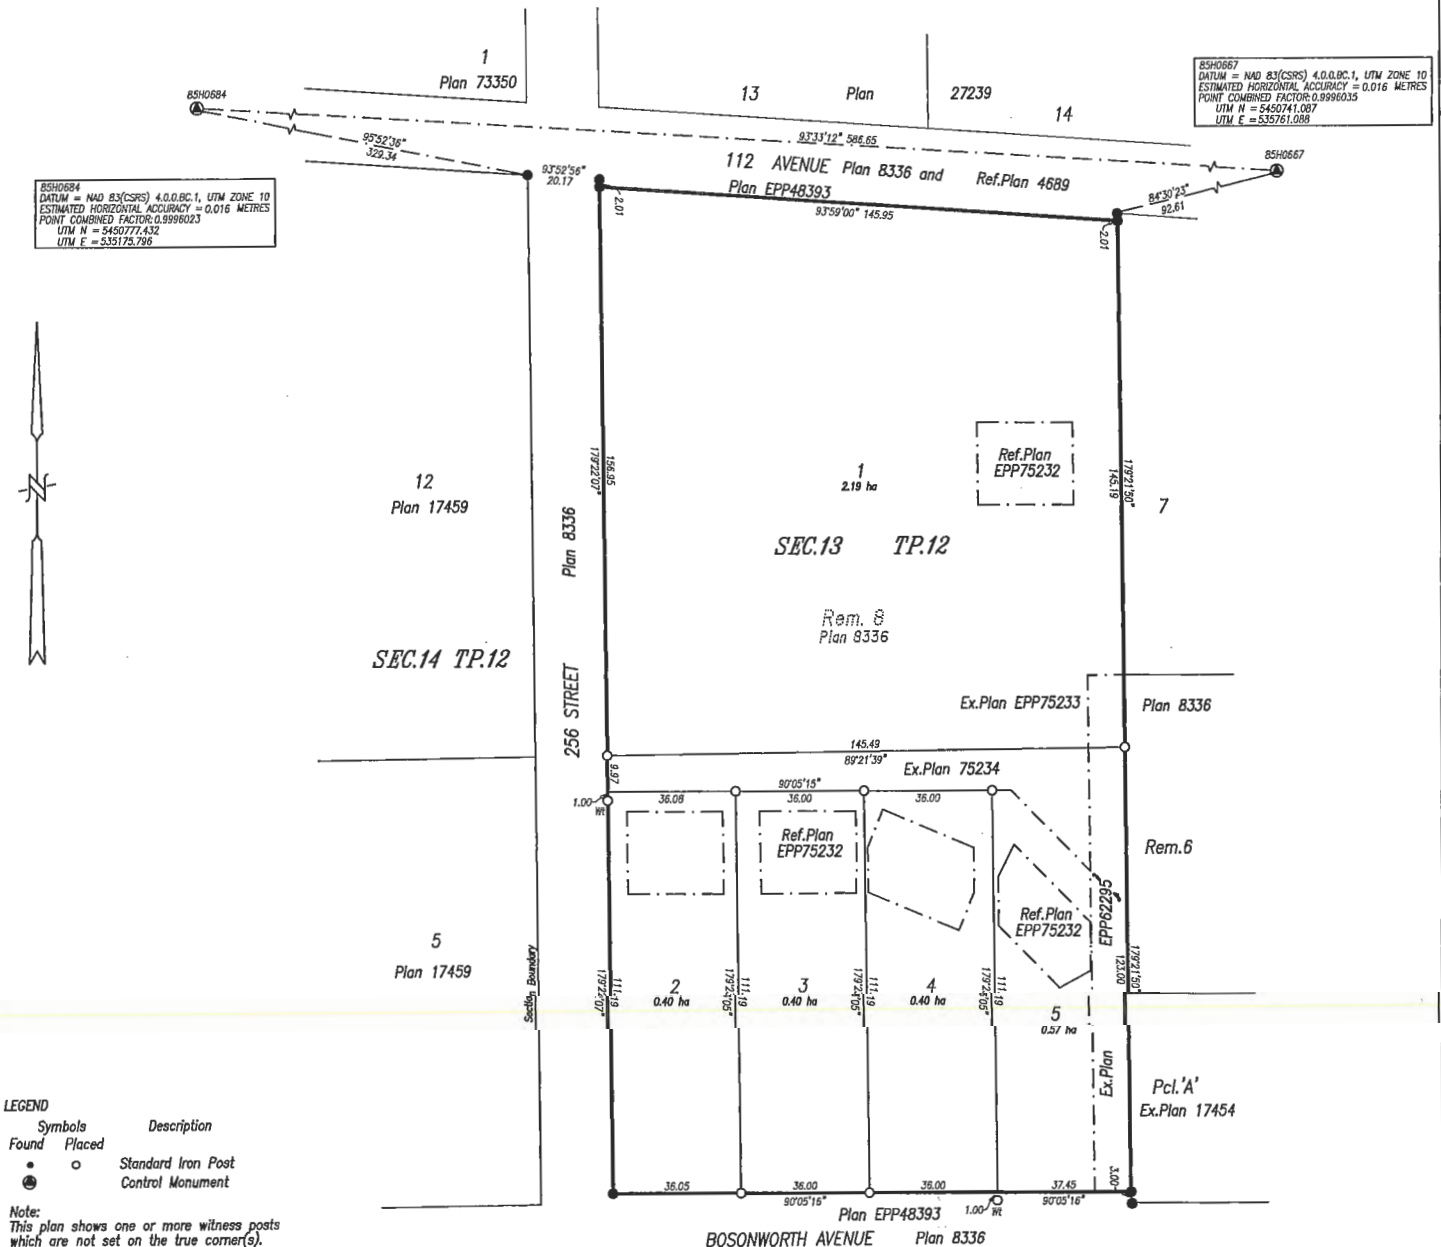 1
Plan 73350
13 Plan 27239
14
85H0667
DATUM = NAD 83(CSRS) 4.0.0.BC.1, UTM ZONE 10
ESTIMATED HORIZONTAL ACCURACY = 0.016 METRES
POINT COMBINED FACTOR:0.9996035
UTM N = 5450741.087
UTM E = 535761.088
85H0684
93°33'12" 586.65
95°52'36"
329.34
112 AVENUE Plan 8336 and Ref.Plan 4689
Plan EPP48393
85H0667
84°30'23"
92.61
93°52'56"
20.17
2.01
93°59'00" 145.95
2.01
85H0684
DATUM = NAD 83(CSRS) 4.0.0.BC.1, UTM ZONE 10
ESTIMATED HORIZONTAL ACCURACY = 0.016 METRES
POINT COMBINED FACTOR:0.9996023
UTM N = 5450777.432
UTM E = 535175.796
12
Plan 17459
156.95
179°22'07"
Plan 8336
256 STREET
1
2.19 ha
Ref.Plan
EPP75232
179°21'50"
145.19
7
SEC.13 TP.12
Rem. 8
Plan 8336
SEC.14 TP.12
Ex.Plan EPP75233
Plan 8336
145.49
89°21'39"
Ex.Plan 75234
9.97
1.00
Wt
90°05'15"
36.08
36.00
36.00
Ref.Plan
EPP75232
Rem.6
Ref.Plan
EPP75232
EPP62295
5
Plan 17459
Section Boundary
111.19
179°22'07"
2
0.40 ha
111.19
3
0.40 ha
111.19
4
0.40 ha
111.19
5
0.57 ha
179°21'50"
123.00
Ex.Plan
Pcl.'A'
Ex.Plan 17454
LEGEND
Symbols Description
Found Placed
Standard Iron Post
Control Monument
Note:
This plan shows one or more witness posts
which are not set on the true corner(s).
36.05
36.00
36.00
37.45
3.00
90°05'16"
90°05'16"
Plan EPP48393
1.00
Wt
BOSONWORTH AVENUE Plan 8336